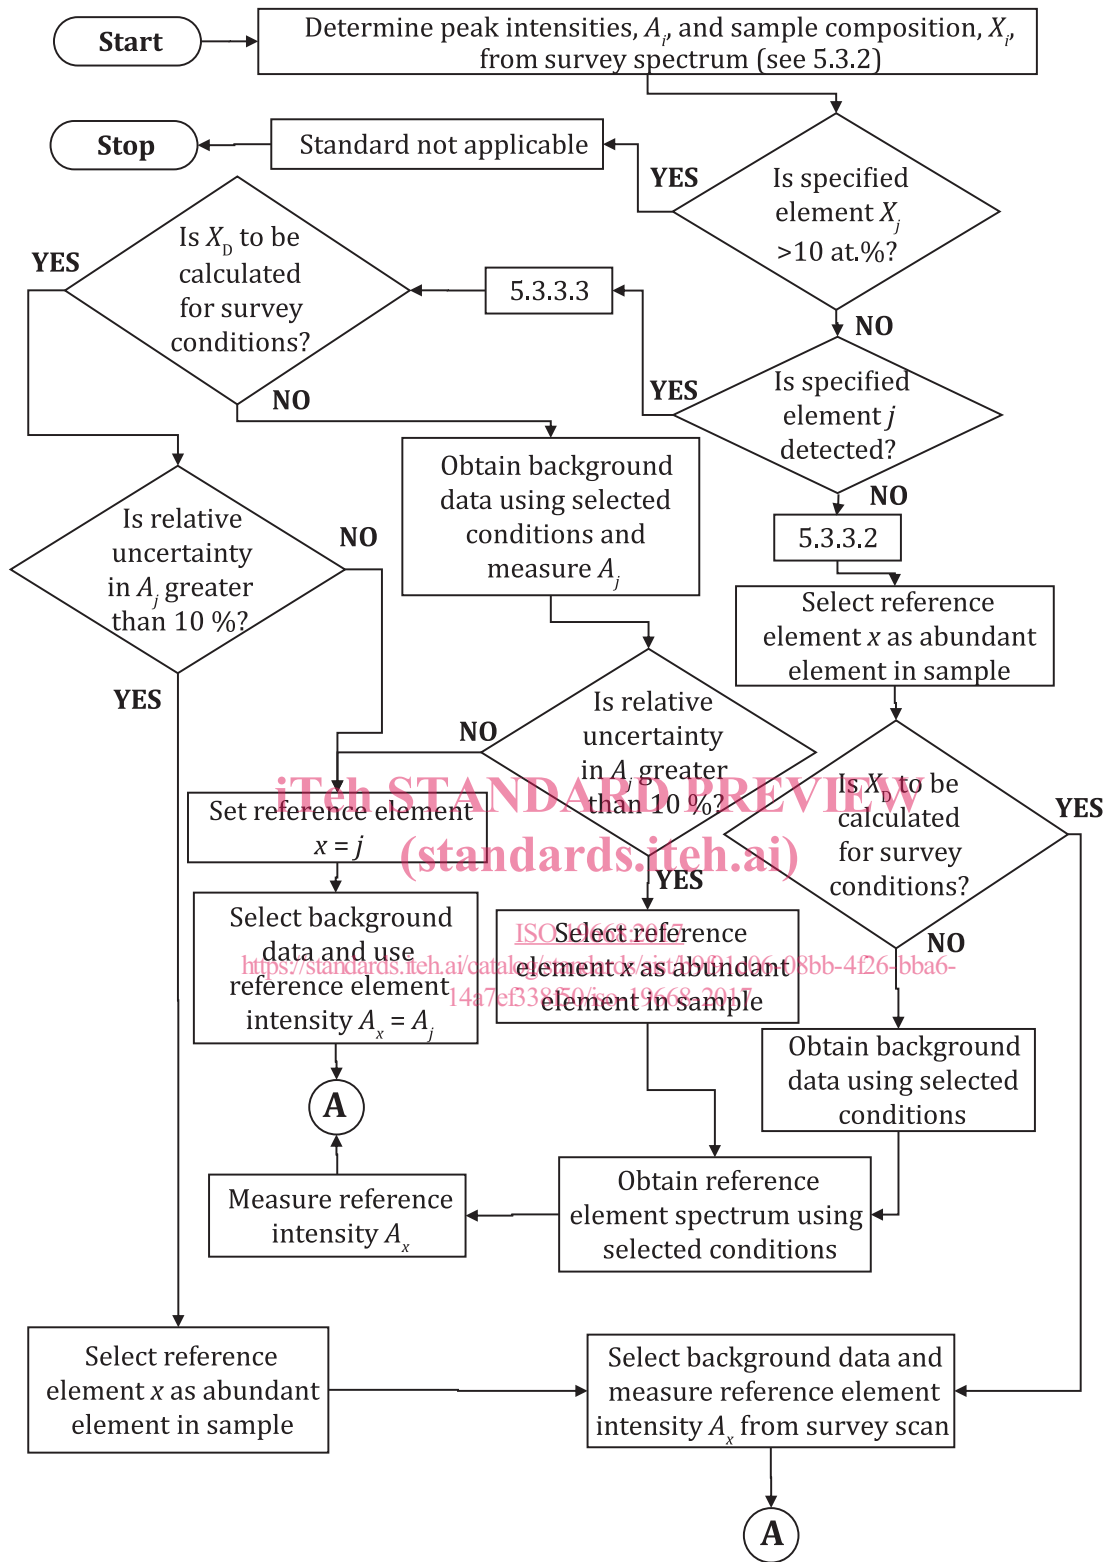 Start
Determine peak intensities, Ai, and sample composition, Xi,
from survey spectrum (see 5.3.2)
Stop
Standard not applicable
YES
Is specified
element Xj
>10 at.%?
NO
YES
Is XD to be
calculated
for survey
conditions?
NO
5.3.3.3
YES
Is specified
element j
detected?
NO
5.3.3.2
Obtain background
data using selected
conditions and
measure Aj
Is relative
uncertainty
in Aj greater
than 10 %?
NO
YES
Select reference
element x as abundant
element in sample
NO
Is relative
uncertainty
in Aj greater
than 10 %?
YES
Is XD to be
calculated
for survey
conditions?
YES
NO
iTeh STANDARD PREVIEW
(standards.iteh.ai)
Set reference element
x = j
Select background
data and use
reference element
intensity Ax = Aj
Select reference
element x as abundant
element in sample
ISO 19668:2017
14a7ef338f50/iso-19668-2017
Obtain background
data using selected
conditions
A
Measure reference
intensity Ax
Obtain reference
element spectrum using
selected conditions
Select reference
element x as abundant
element in sample
Select background data and
measure reference element
intensity Ax from survey scan
A